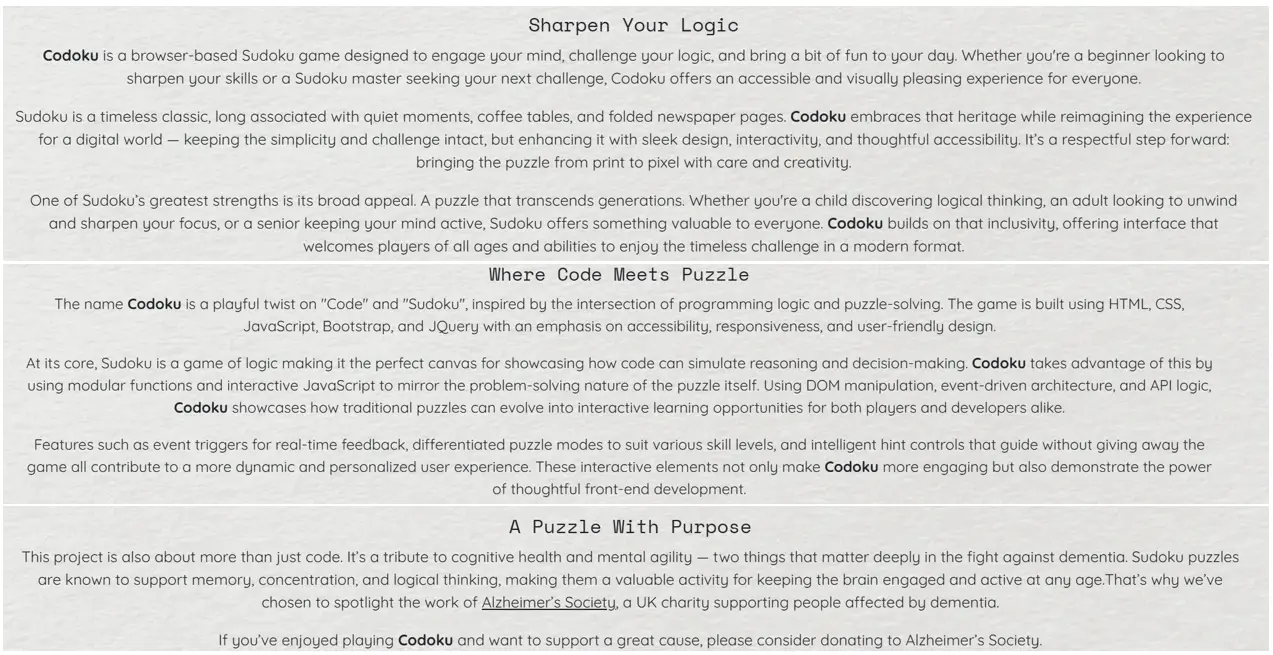 Sharpen Your Logic
Codoku is a browser-based Sudoku game designed to engage your mind, challenge your logic, and bring a bit of fun to your day. Whether you're a beginner looking to
sharpen your skills or a Sudoku master seeking your next challenge, Codoku offers an accessible and visually pleasing experience for everyone.
Sudoku is a timeless classic, long associated with quiet moments, coffee tables, and folded newspaper pages. Codoku embraces that heritage while reimagining the experience
for a digital world — keeping the simplicity and challenge intact, but enhancing it with sleek design, interactivity, and thoughtful accessibility. It's a respectful step forward:
bringing the puzzle from print to pixel with care and creativity.
One of Sudoku's greatest strengths is its broad appeal. A puzzle that transcends generations. Whether you're a child discovering logical thinking, an adult looking to unwind
and sharpen your focus, or a senior keeping your mind active, Sudoku offers something valuable to everyone. Codoku builds on that inclusivity, offering interface that
welcomes players of all ages and abilities to enjoy the timeless challenge in a modern format.
Where Code Meets Puzzle
The name Codoku is a playful twist on "Code" and "Sudoku", inspired by the intersection of programming logic and puzzle-solving. The game is built using HTML, CSS,
JavaScript, Bootstrap, and JQuery with an emphasis on accessibility, responsiveness, and user-friendly design.
At its core, Sudoku is a game of logic making it the perfect canvas for showcasing how code can simulate reasoning and decision-making. Codoku takes advantage of this by
using modular functions and interactive JavaScript to mirror the problem-solving nature of the puzzle itself. Using DOM manipulation, event-driven architecture, and API logic,
Codoku showcases how traditional puzzles can evolve into interactive learning opportunities for both players and developers alike.
Features such as event triggers for real-time feedback, differentiated puzzle modes to suit various skill levels, and intelligent hint controls that guide without giving away the
game all contribute to a more dynamic and personalized user experience. These interactive elements not only make Codoku more engaging but also demonstrate the power
of thoughtful front-end development.
A Puzzle With Purpose
This project is also about more than just code. It's a tribute to cognitive health and mental agility — two things that matter deeply in the fight against dementia. Sudoku puzzles
are known to support memory, concentration, and logical thinking, making them a valuable activity for keeping the brain engaged and active at any age.That's why we've
chosen to spotlight the work of Alzheimer's Society, a UK charity supporting people affected by dementia.
If you've enjoyed playing Codoku and want to support a great cause, please consider donating to Alzheimer's Society.